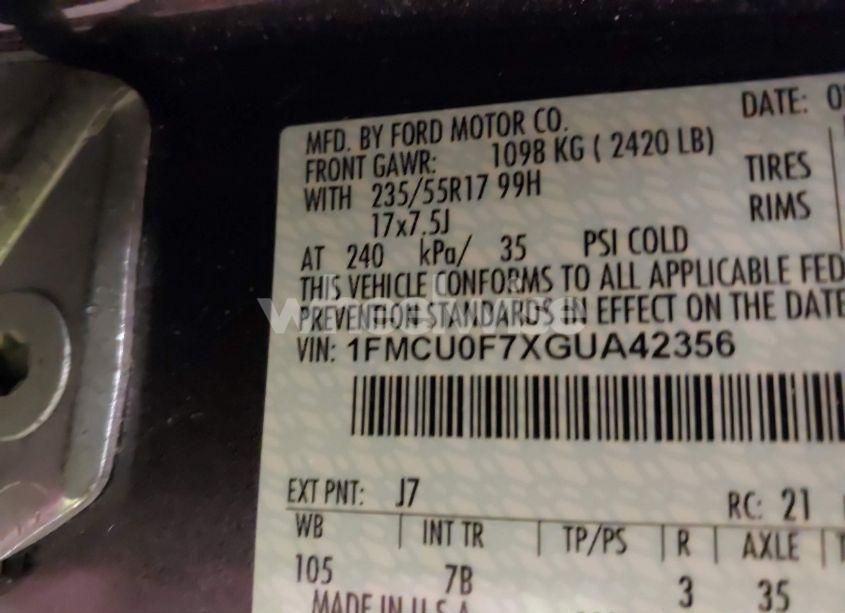 MFD. BY FORD MOTOR CO.
DATE:
FRONT GAWR: 1098 KG ( 2420 LB)
TIRES
WITH 235/55R17 99H
RIMS
17x7.5J
AT 240 kPa/ 35 PSI COLD
THIS VEHICLE CONFORMS TO ALL APPLICABLE FED
PREVENTION STANDARDS IN EFFECT ON THE DATE
VIN: 1FMCU0F7XGUA42356
EXT PNT: J7
RC: 21
WB INT TR TP/PS R AXLE
105 7B 3 35
MADE IN U.S.A.